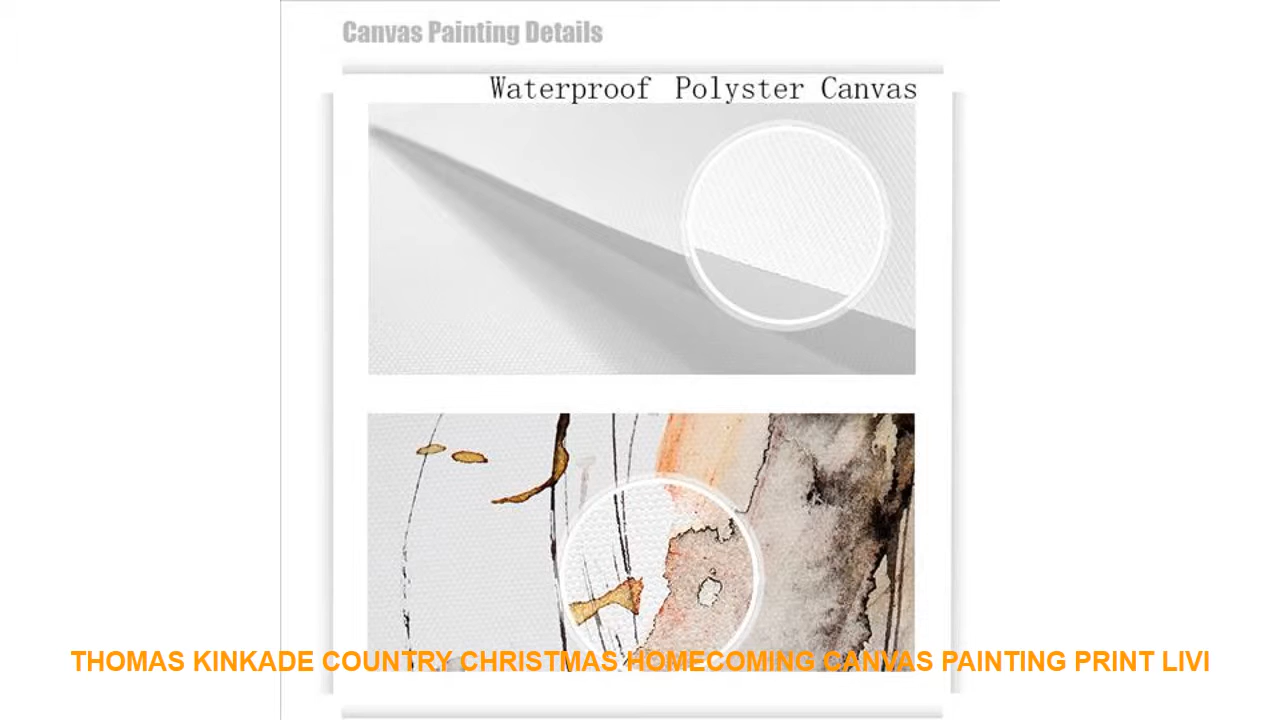 Canvas Painting Details
Waterproof Polyster Canvas
THOMAS KINKADE COUNTRY CHRISTMAS HOMECOMING CANVAS PAINTING PRINT LIVI